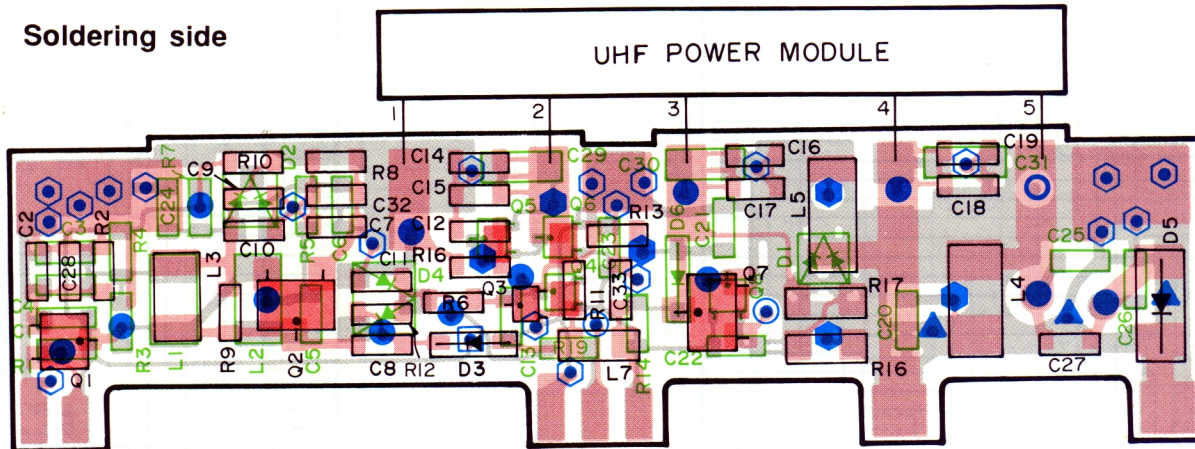 Soldering side
UHF POWER MODULE
1 2 3 4 5
R7 C9 R10 D2 C14 C29 C30 C16 C19
C24 R8 C15 C31
C2 C3 R2 R4 C32 C7 Q5 Q6 D6 C21 C17 L5 C18 D5
C10 R5 C6 C12 R13
C28 L3 R16 C23 D1 C25
C11 D4 Q3 R11 C33 Q7 R17 L4
C4 R6 C20 C26
R1 Q1 R3 L1 R9 L2 Q2 C5 C8 R12 D3 C13 R19 L7 R14 C22 R16 C27